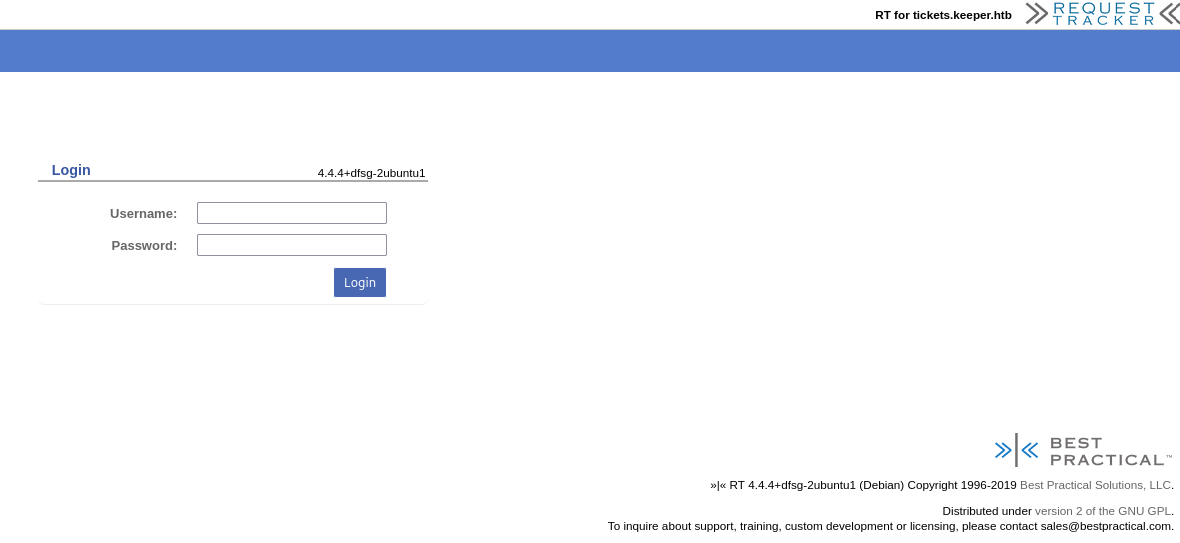 RT for tickets.keeper.htb
REQUEST
TRACKER
Login
4.4.4+dfsg-2ubuntu1
Username:
Password:
Login
BEST
PRACTICAL™
»|« RT 4.4.4+dfsg-2ubuntu1 (Debian) Copyright 1996-2019 Best Practical Solutions, LLC.
Distributed under version 2 of the GNU GPL.
To inquire about support, training, custom development or licensing, please contact sales@bestpractical.com.